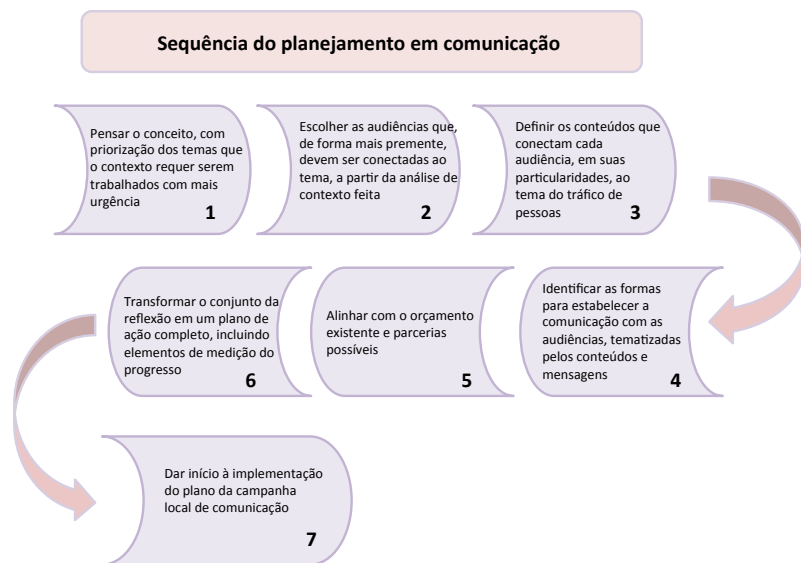 Sequência do planejamento em comunicação
Pensar o conceito, com
priorização dos temas que
o contexto requer serem
trabalhados com mais
urgência
1
Escolher as audiências que,
de forma mais premente,
devem ser conectadas ao
tema, a partir da análise de
contexto feita
2
Definir os conteúdos que
conectam cada
audiência, em suas
particularidades, ao
tema do tráfico de
pessoas
3
Identificar as formas
para estabelecer a
comunicação com as
audiências, tematizadas
pelos conteúdos e
mensagens
4
Alinhar com o orçamento
existente e parcerias
possíveis
5
Transformar o conjunto da
reflexão em um plano de
ação completo, incluindo
elementos de medição do
progresso
6
Dar início à implementação
do plano da campanha
local de comunicação
7